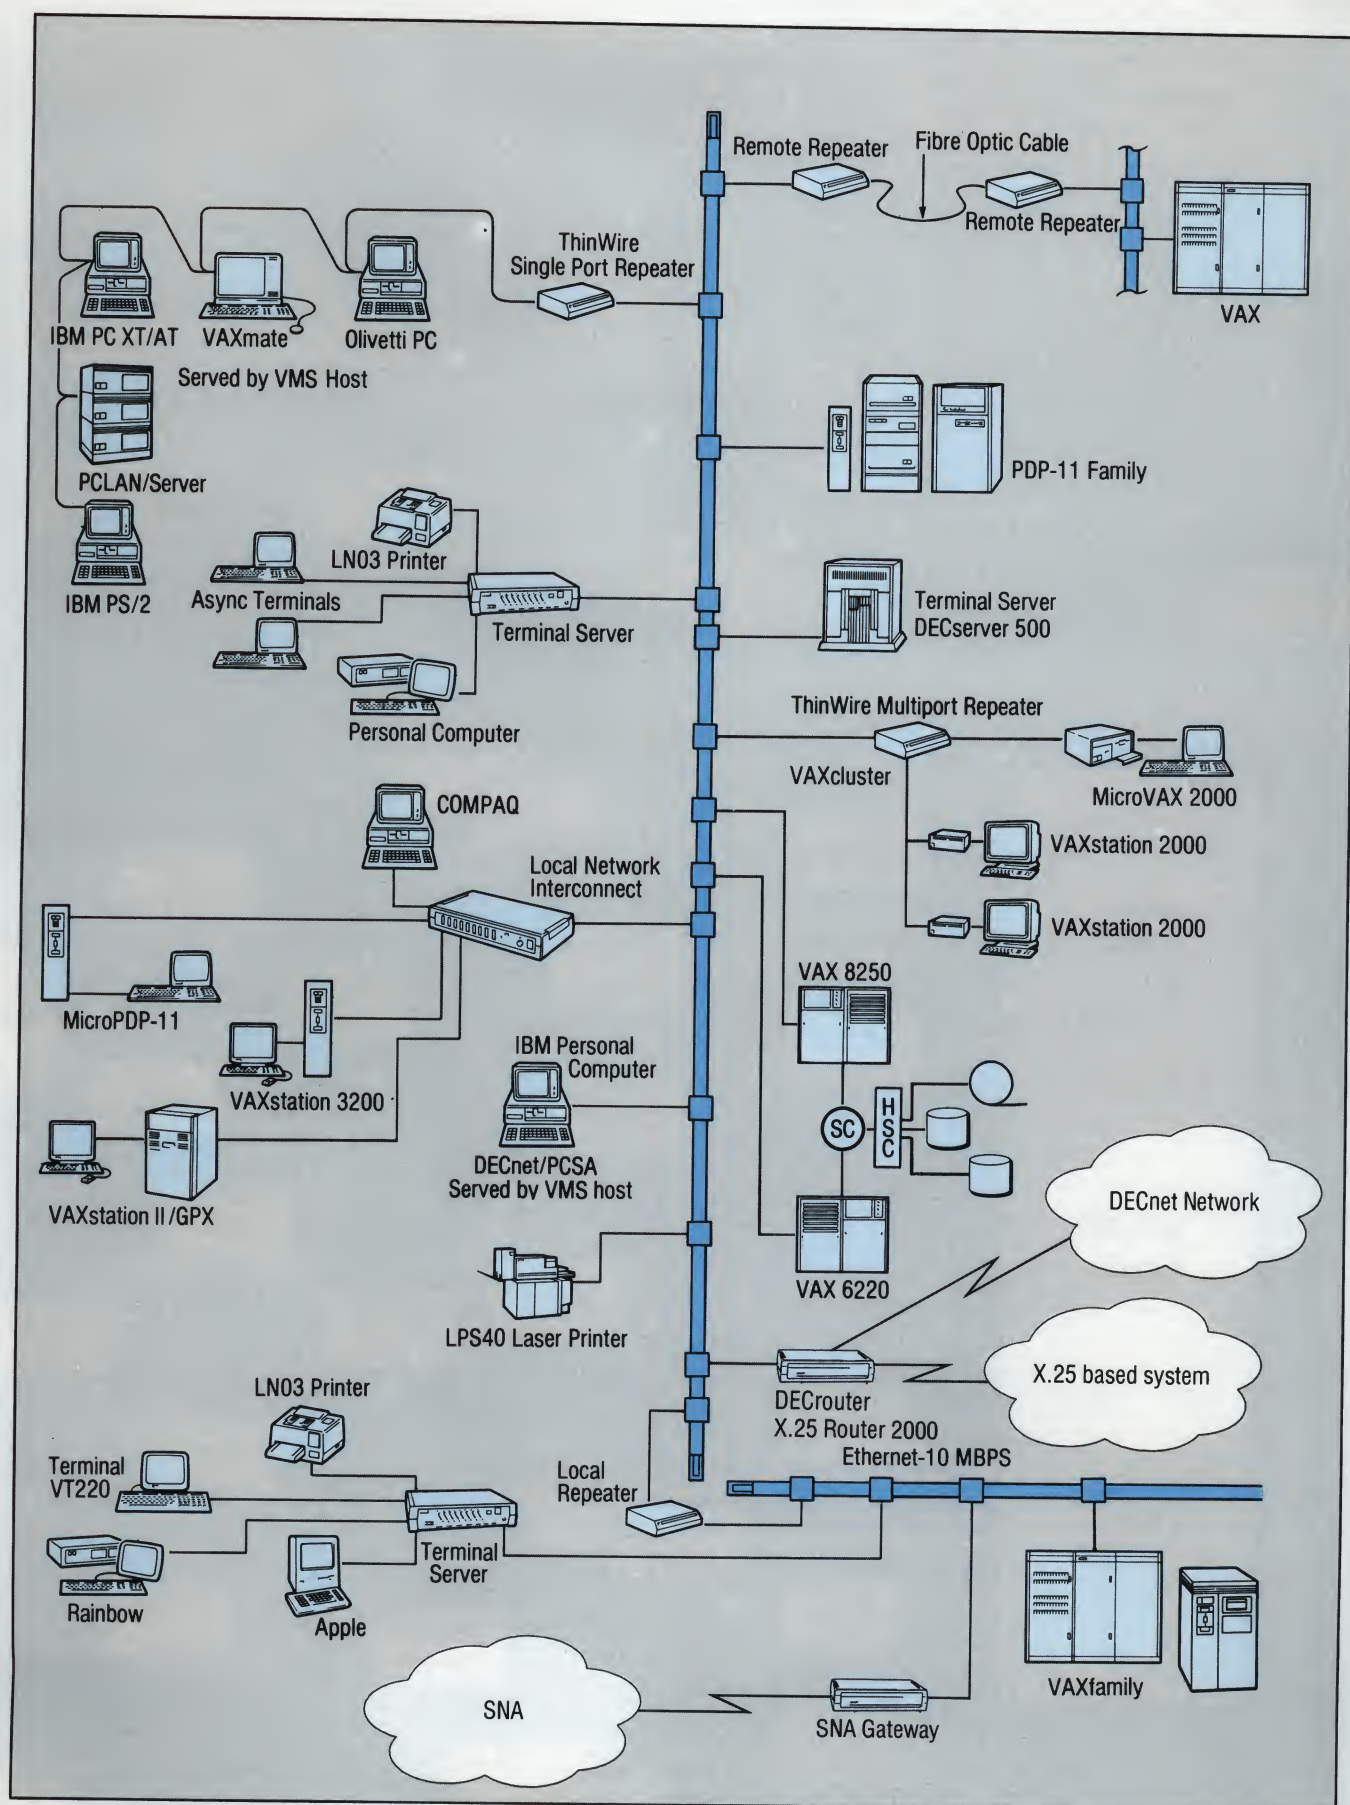 Remote Repeater
Fibre Optic Cable
Remote Repeater
VAX
ThinWire
Single Port Repeater
IBM PC XT/AT
VAXmate
Olivetti PC
Served by VMS Host
PCLAN/Server
IBM PS/2
PDP-11 Family
LN03 Printer
Async Terminals
Terminal Server
Personal Computer
Terminal Server
DECserver 500
ThinWire Multiport Repeater
VAXcluster
MicroVAX 2000
VAXstation 2000
VAXstation 2000
COMPAQ
Local Network
Interconnect
MicroPDP-11
VAXstation 3200
VAXstation II/GPX
VAX 8250
SC
HSC
VAX 6220
IBM Personal
Computer
DECnet/PCSA
Served by VMS host
LPS40 Laser Printer
DECnet Network
X.25 based system
DECrouter
X.25 Router 2000
Ethernet-10 MBPS
LN03 Printer
Terminal
VT220
Rainbow
Apple
Terminal
Server
Local
Repeater
VAXfamily
SNA
SNA Gateway